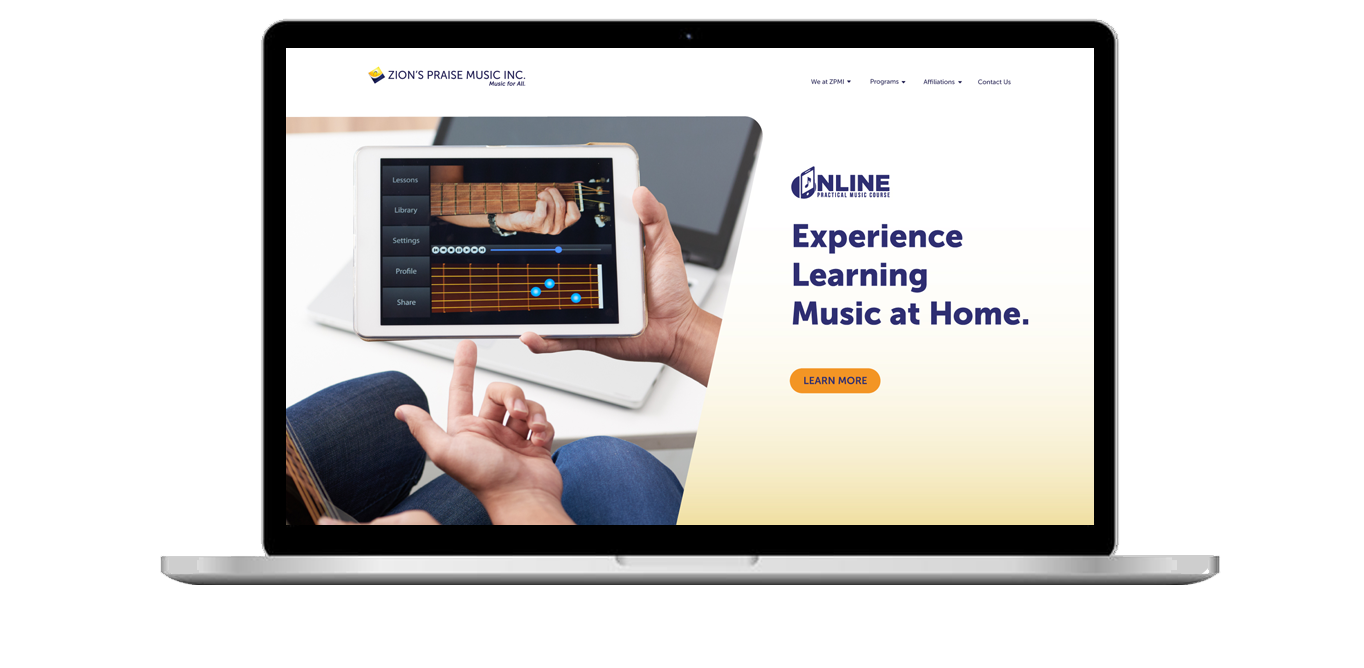 ZION'S PRAISE MUSIC INC.
Music for All.
We at ZPMI
Programs
Affiliations
Contact Us
Lessons
Library
Settings
Profile
Share
ONLINE
PRACTICAL MUSIC COURSE
Experience
Learning
Music at Home.
LEARN MORE